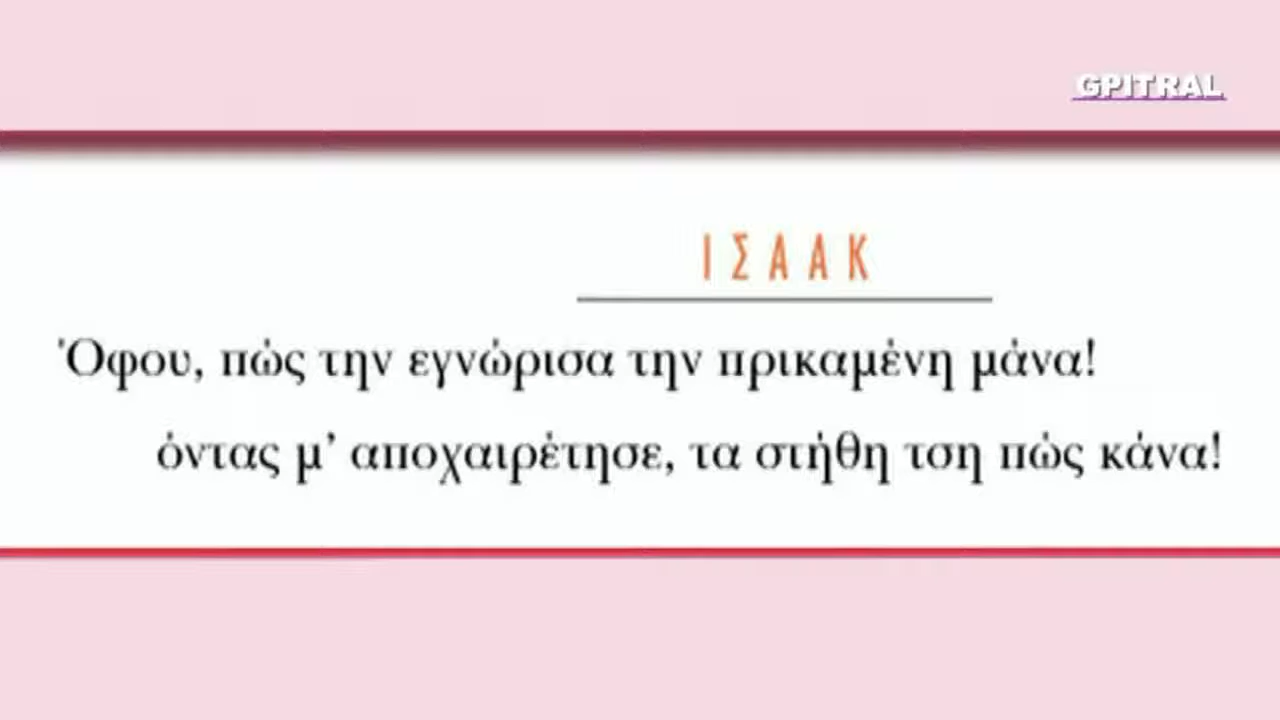 GPITRAL
ΙΣΑΑΚ
Όφου, πώς την εγνώρισα την πρικαμένη μάνα!
όντας μ’ αποχαιρέτησε, τα στήθη τση πώς κάνα!